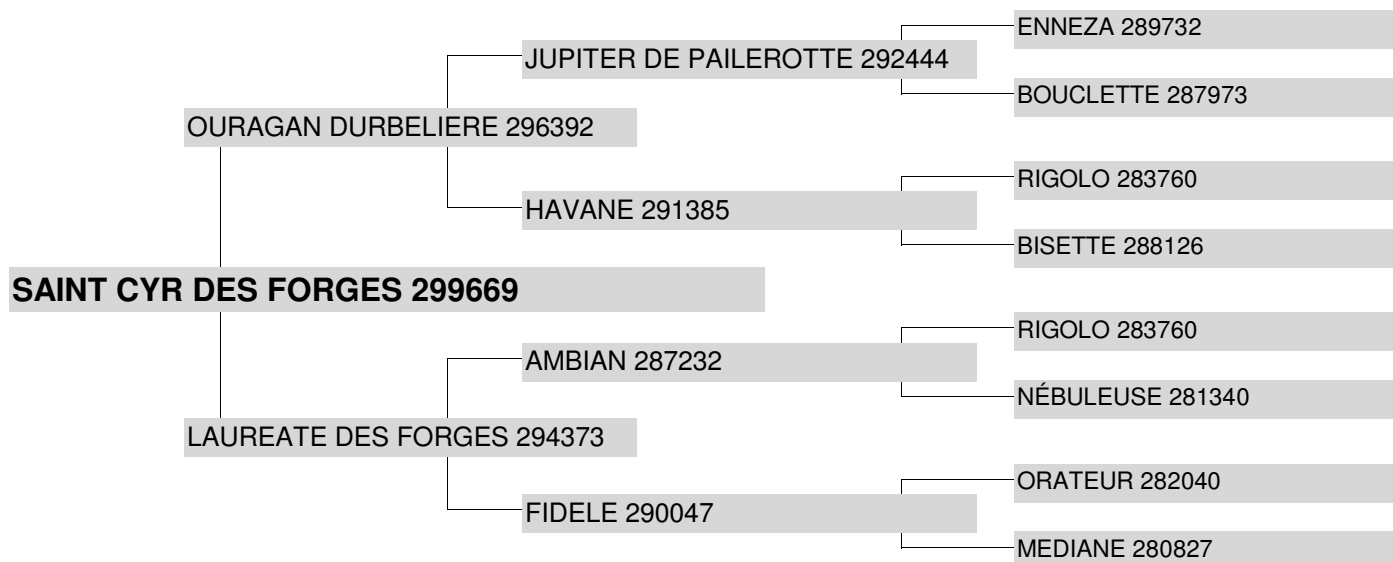 ENNEZA 289732
JUPITER DE PAILEROTTE 292444
BOUCLETTE 287973
OURAGAN DURBELIERE 296392
RIGOLO 283760
HAVANE 291385
BISETTE 288126
SAINT CYR DES FORGES 299669
RIGOLO 283760
AMBIAN 287232
NÉBULEUSE 281340
LAUREATE DES FORGES 294373
ORATEUR 282040
FIDELE 290047
MEDIANE 280827